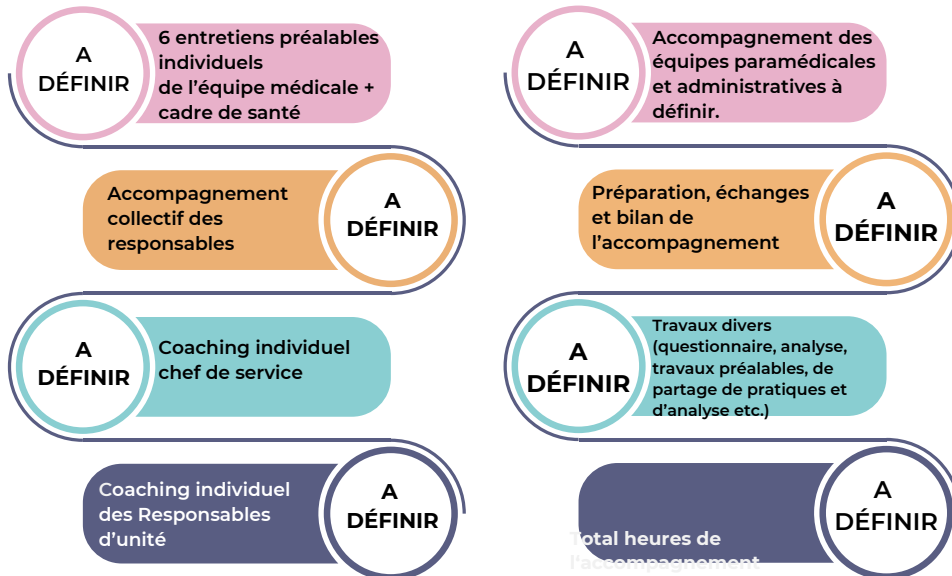 A
DÉFINIR
6 entretiens préalables
individuels
de l'équipe médicale +
cadre de santé
Accompagnement
collectif des
responsables
A
DÉFINIR
A
DÉFINIR
Coaching individuel
chef de service
Coaching individuel
des Responsables
d'unité
A
DÉFINIR
A
DÉFINIR
Accompagnement des
équipes paramédicales
et administratives à
définir.
Préparation, échanges
et bilan de
l'accompagnement
A
DÉFINIR
A
DÉFINIR
Travaux divers
(questionnaire, analyse,
travaux préalables, de
partage de pratiques et
d'analyse etc.)
Total heures de
l'accompagnement
A
DÉFINIR